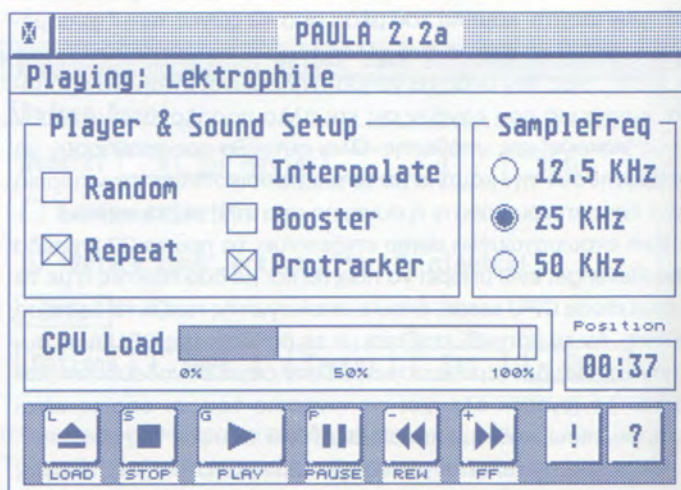 PAULA 2.2a
Playing: Lektrophile
Player & Sound Setup
SampleFreq
Random
Repeat
Interpolate
Booster
Protracker
12.5 KHz
25 KHz
50 KHz
CPU Load
0% 50% 100%
Position
00:37
L S G P - +
i ?
LOAD STOP PLAY PAUSE REW FF